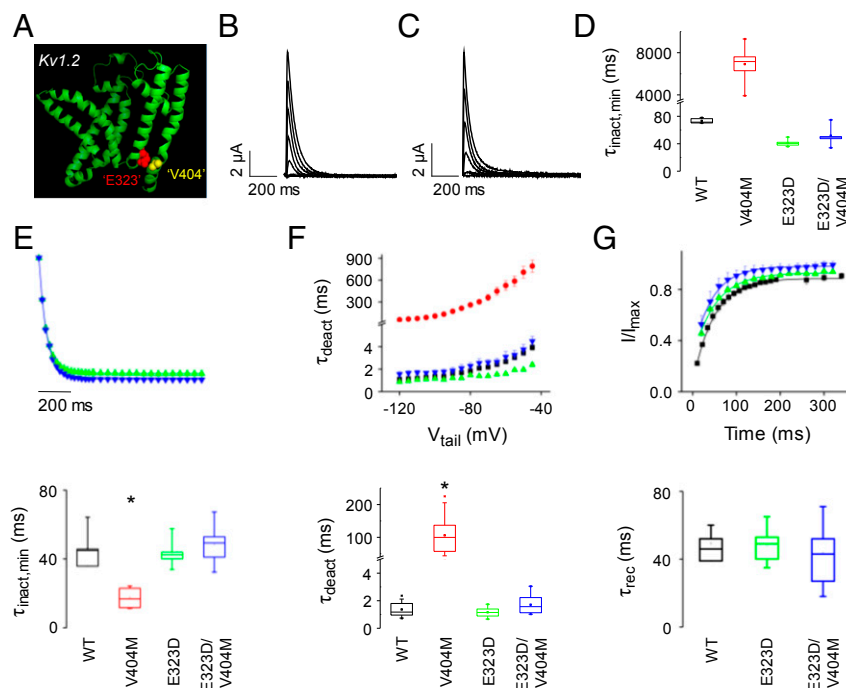 A
Kv1.2
'E323'
'V404'
B
2 µA
200 ms
C
2 µA
200 ms
D
τinact,min (ms)
8000
6000
4000
80
40
0
WT
V404M
E323D
E323D/
V404M
E
200 ms
F
τdeact (ms)
900
600
300
4
2
0
-120
-80
-40
Vtail (mV)
G
I/Imax
0.8
0.4
0.0
0
100
200
300
Time (ms)
τinact,min (ms)
80
40
0
*
WT
V404M
E323D
E323D/
V404M
τdeact (ms)
200
100
4
2
0
*
WT
V404M
E323D
E323D/
V404M
τrec (ms)
80
40
0
WT
E323D
E323D/
V404M